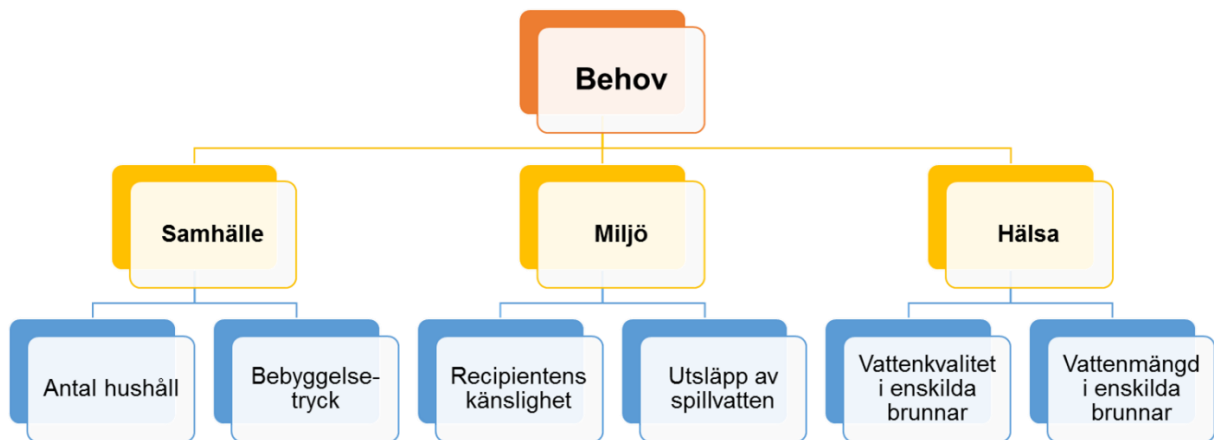 Behov
Samhälle
Miljö
Hälsa
Antal hushåll
Bebyggelse-
tryck
Recipientens
känslighet
Utsläpp av
spillvatten
Vattenkvalitet
i enskilda
brunnar
Vattenmängd
i enskilda
brunnar